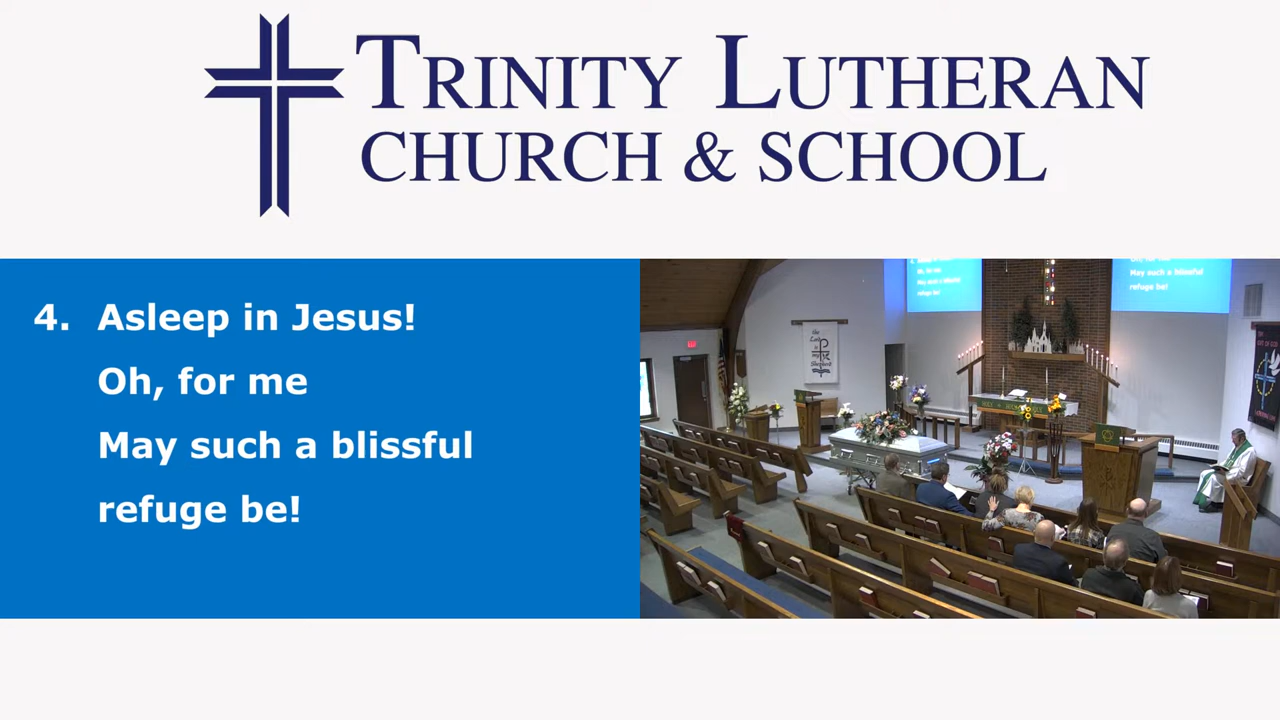 TRINITY LUTHERAN
CHURCH & SCHOOL
4. Asleep in Jesus!
Oh, for me
May such a blissful
refuge be!
May such a blissful
refuge be!